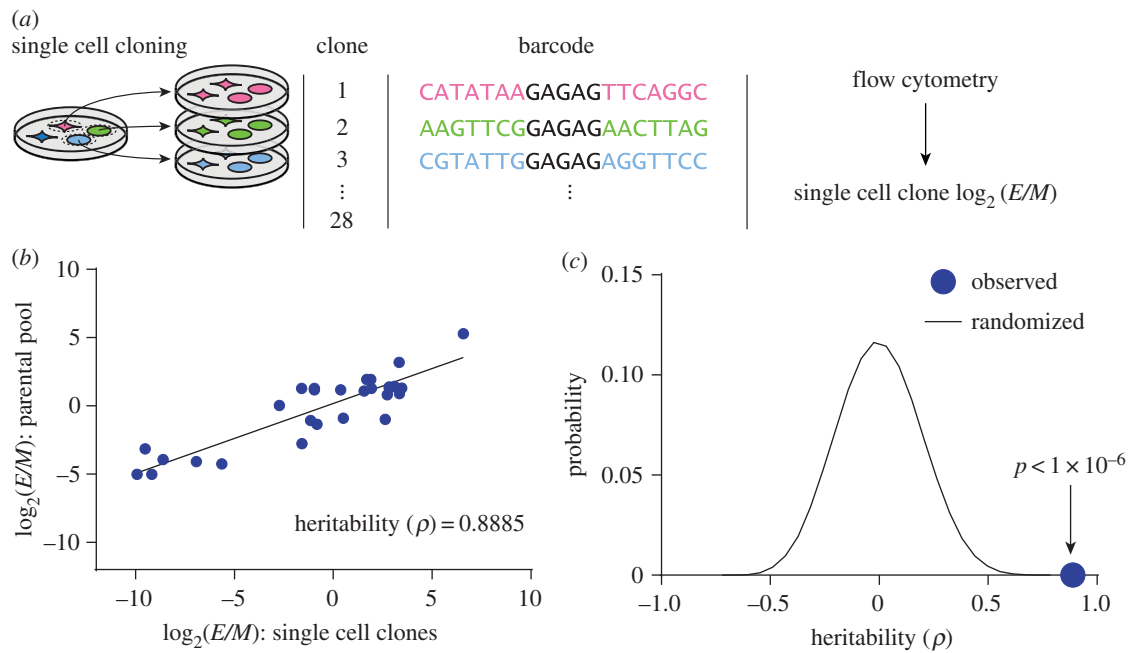 (a)
single cell cloning
clone
barcode
1
CATATAAGAGAGTTCAGGC
2
AAGTTCGGAGAGAACTTAG
3
CGTATTGGAGAGAGGTTCC
⋮
⋮
28
flow cytometry
single cell clone log₂ (E/M)
(b)
10
5
0
−5
−10
log₂(E/M): parental pool
heritability (ρ) = 0.8885
−10
−5
0
5
10
log₂(E/M): single cell clones
(c)
0.15
0.10
0.05
0
probability
observed
randomized
p < 1 × 10⁻⁶
−1.0
−0.5
0
0.5
1.0
heritability (ρ)